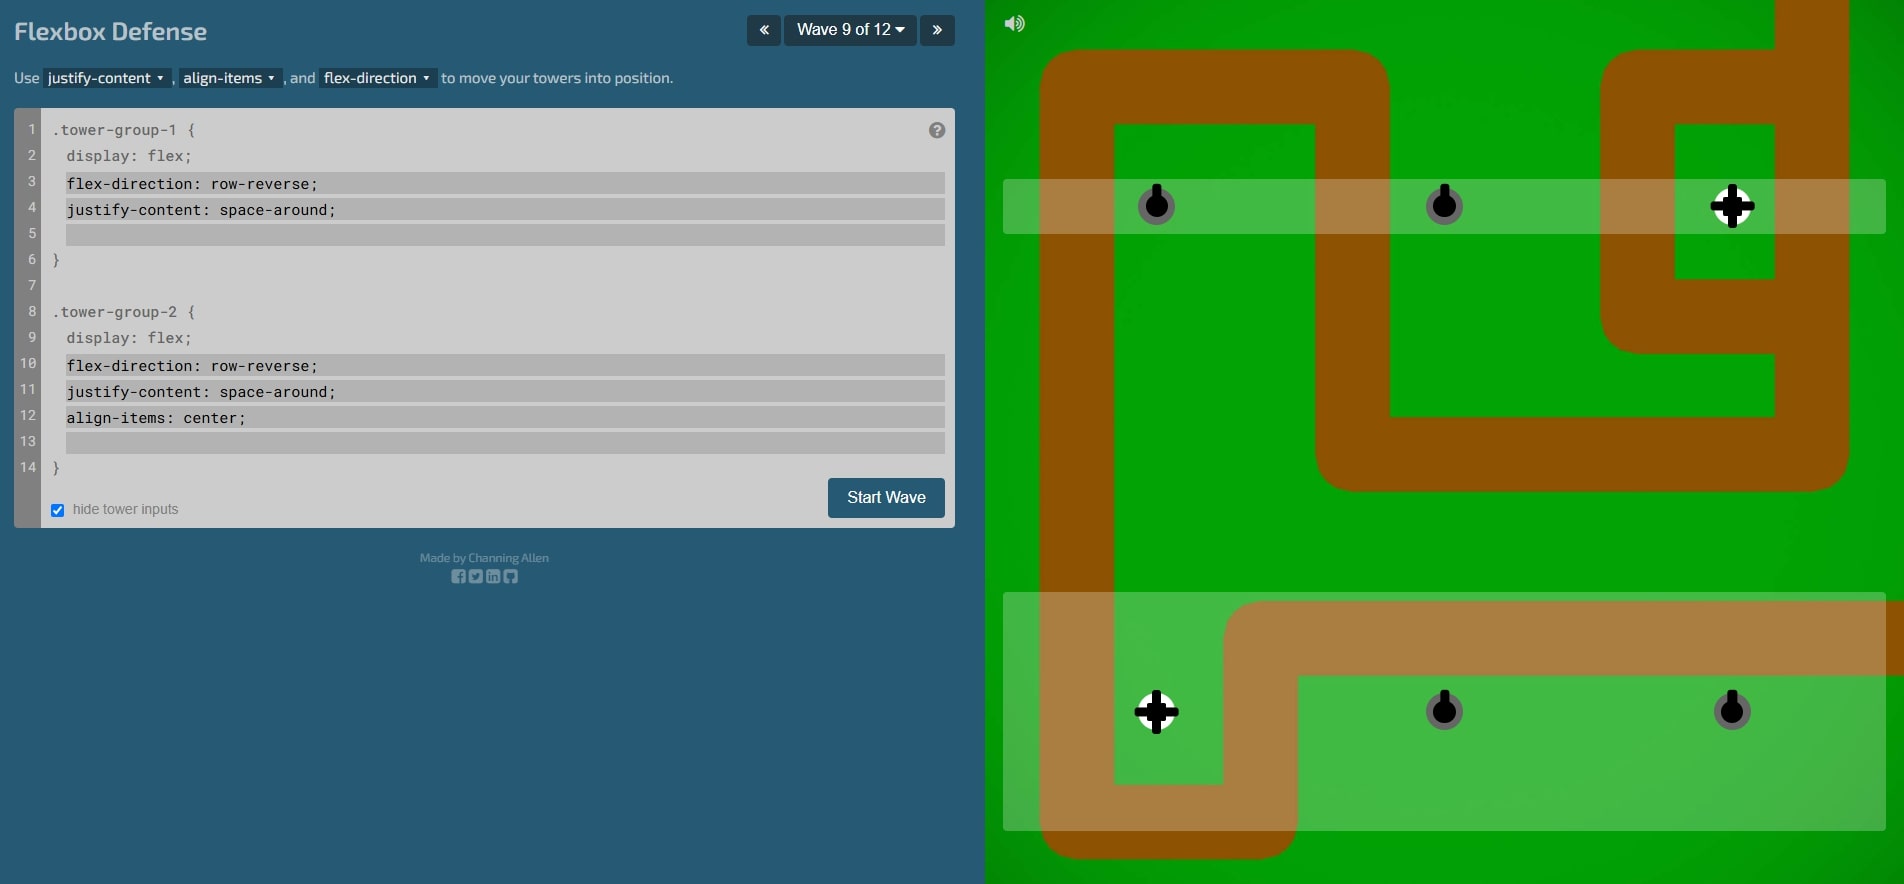 Flexbox Defense
« Wave 9 of 12 »
Use justify-content , align-items , and flex-direction to move your towers into position.
1 .tower-group-1 { ?
2 display: flex;
3 flex-direction: row-reverse;
4 justify-content: space-around;
5
6 }
7
8 .tower-group-2 {
9 display: flex;
10 flex-direction: row-reverse;
11 justify-content: space-around;
12 align-items: center;
13
14 }
hide tower inputs
Start Wave
Made by Channing Allen